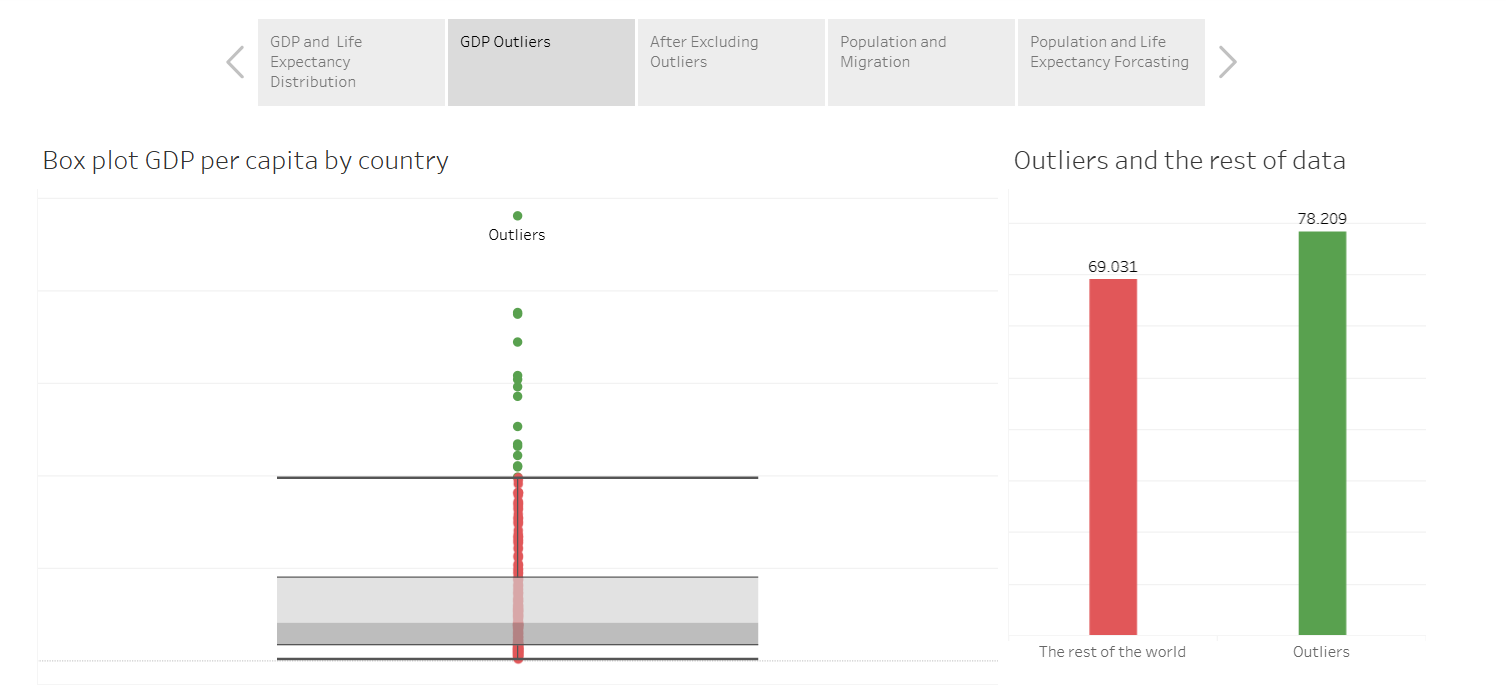 GDP and  Life
Expectancy
Distribution
GDP Outliers
After Excluding
Outliers
Population and
Migration
Population and Life
Expectancy Forcasting
Box plot GDP per capita by country
Outliers
Outliers and the rest of data
78.209
69.031
The rest of the world
Outliers